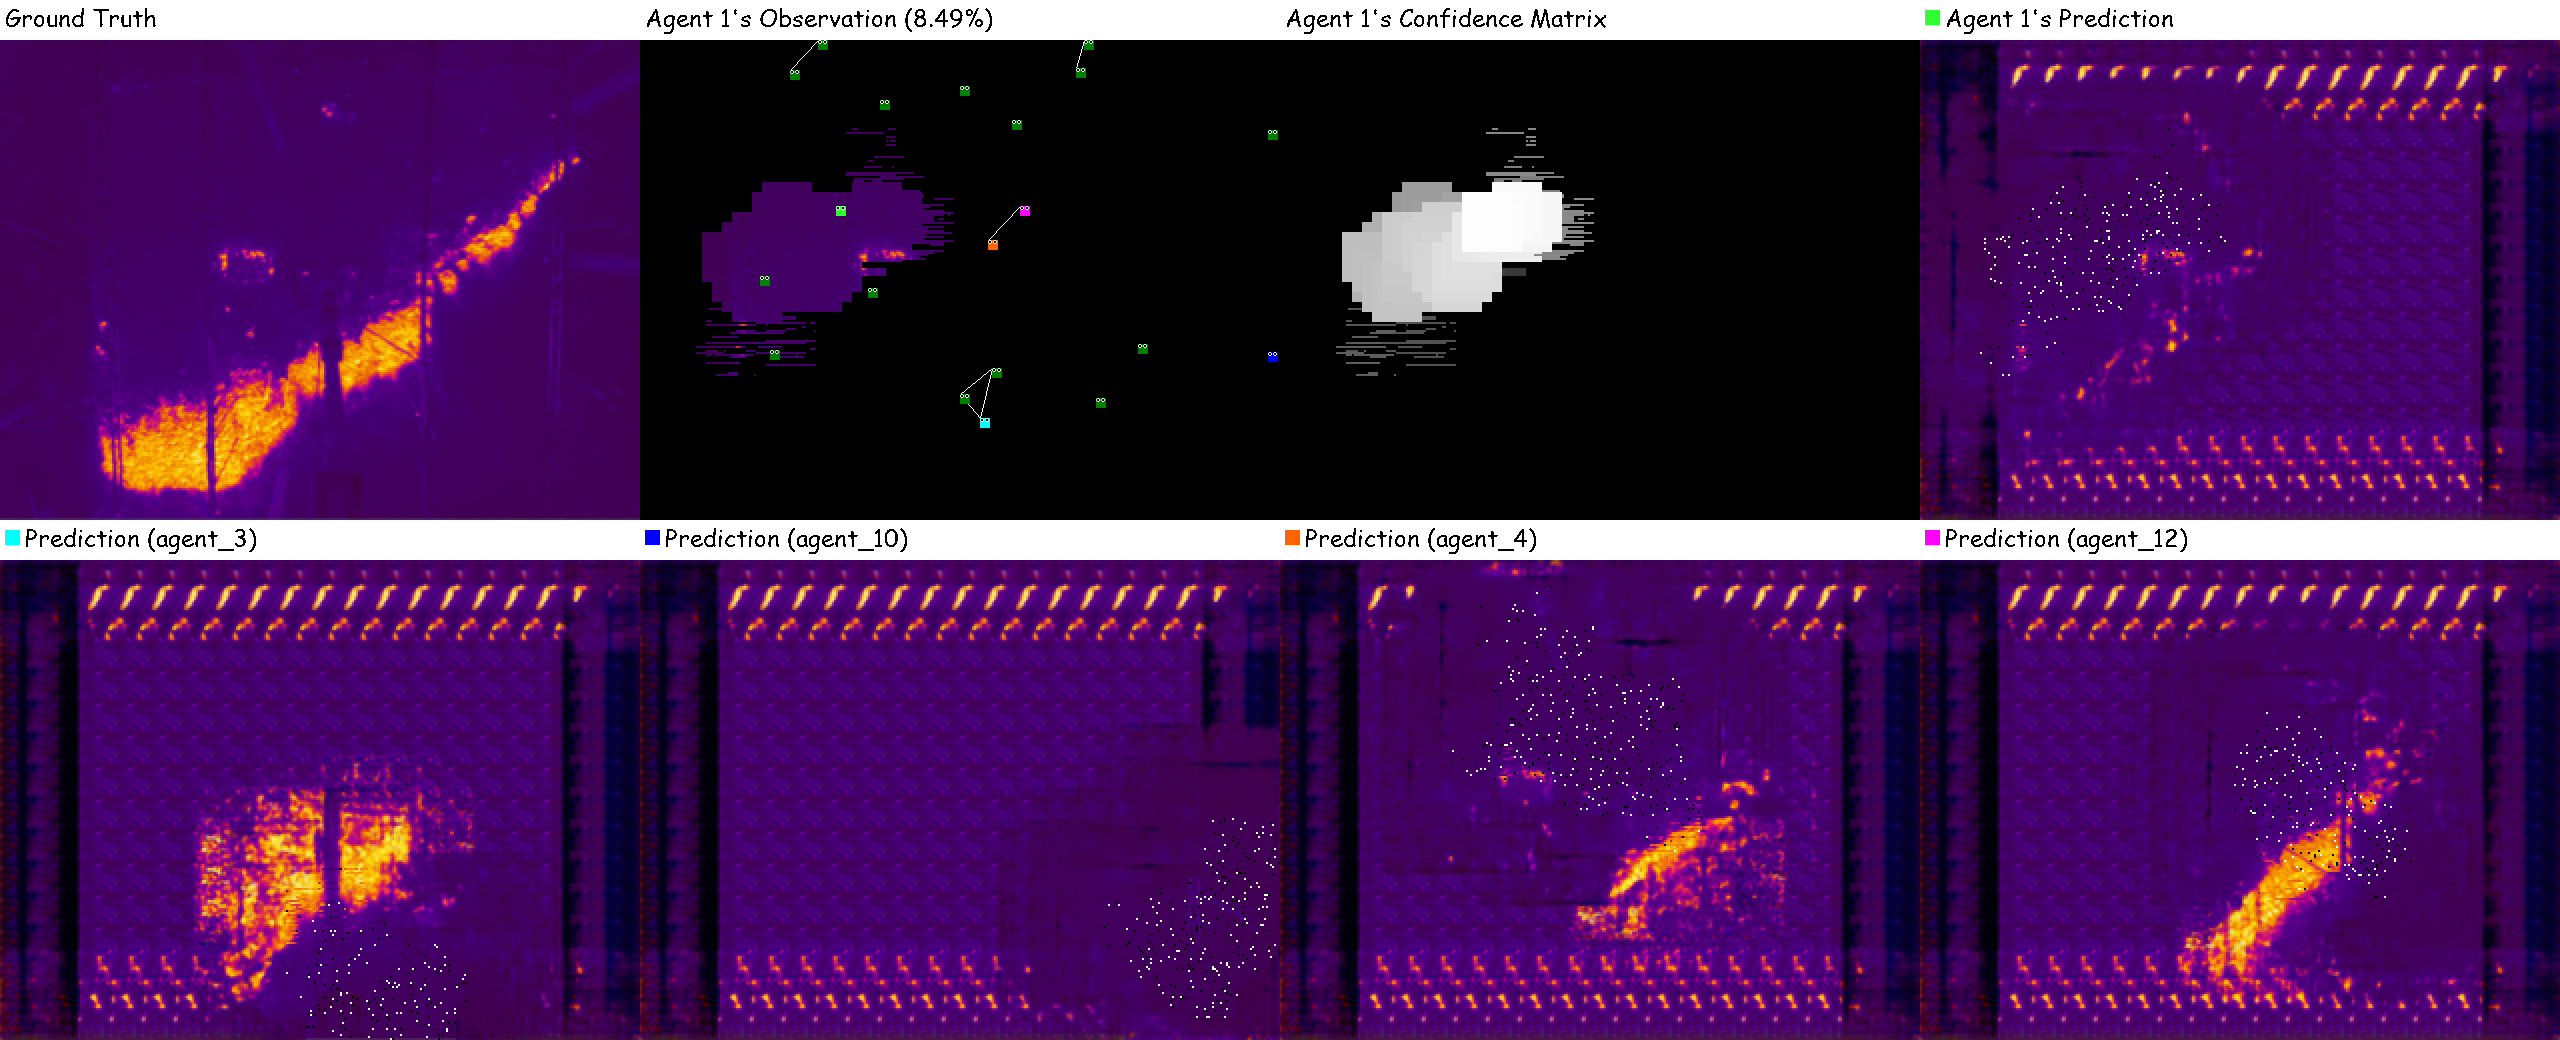 Ground Truth
Agent 1's Observation (8.49%)
Agent 1's Confidence Matrix
Agent 1's Prediction
Prediction (agent_3)
Prediction (agent_10)
Prediction (agent_4)
Prediction (agent_12)